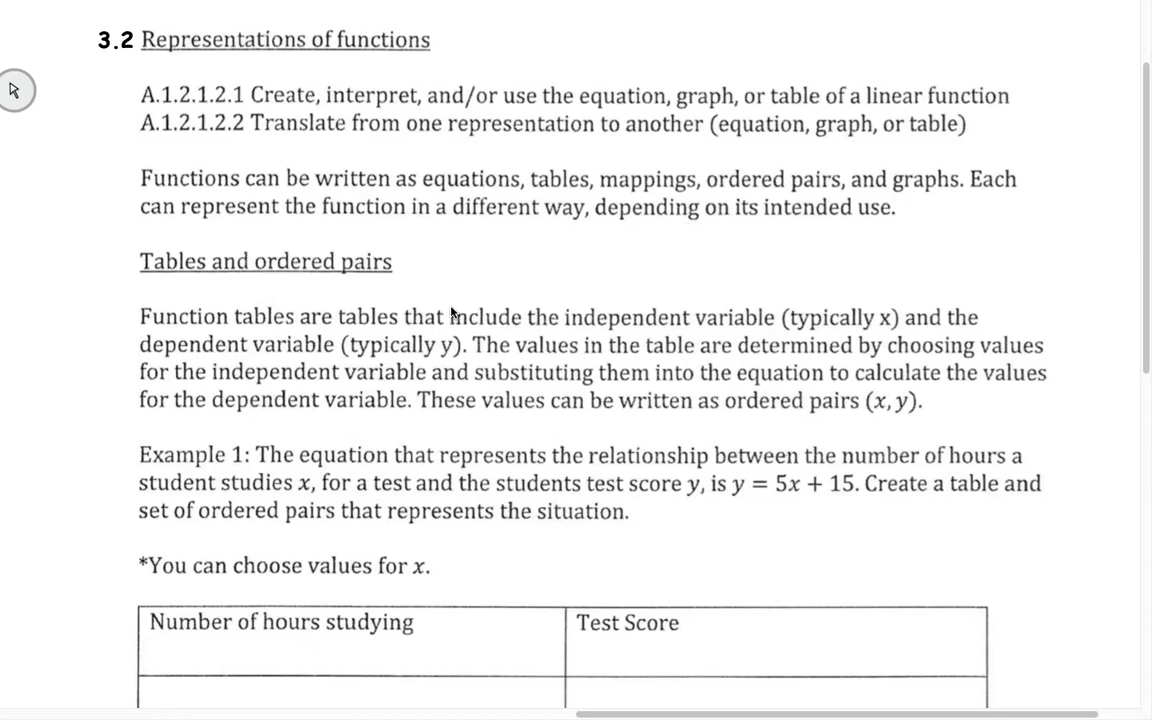 3.2 Representations of functions
A.1.2.1.2.1 Create, interpret, and/or use the equation, graph, or table of a linear function
A.1.2.1.2.2 Translate from one representation to another (equation, graph, or table)
Functions can be written as equations, tables, mappings, ordered pairs, and graphs. Each
can represent the function in a different way, depending on its intended use.
Tables and ordered pairs
Function tables are tables that include the independent variable (typically x) and the
dependent variable (typically y). The values in the table are determined by choosing values
for the independent variable and substituting them into the equation to calculate the values
for the dependent variable. These values can be written as ordered pairs (x, y).
Example 1: The equation that represents the relationship between the number of hours a
student studies x, for a test and the students test score y, is y = 5x + 15. Create a table and
set of ordered pairs that represents the situation.
*You can choose values for x.
Number of hours studying
Test Score